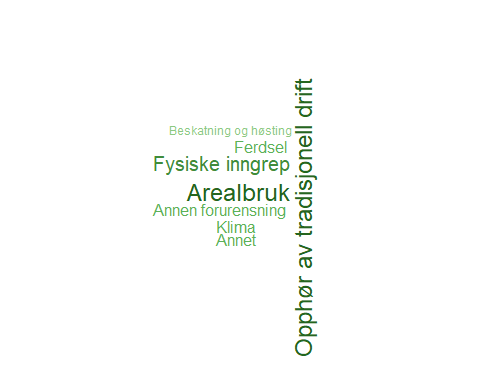 Beskatning og høsting
Ferdsel
Fysiske inngrep
Arealbruk
Annen forurensning
Klima
Annet
Opphør av tradisjonell drift